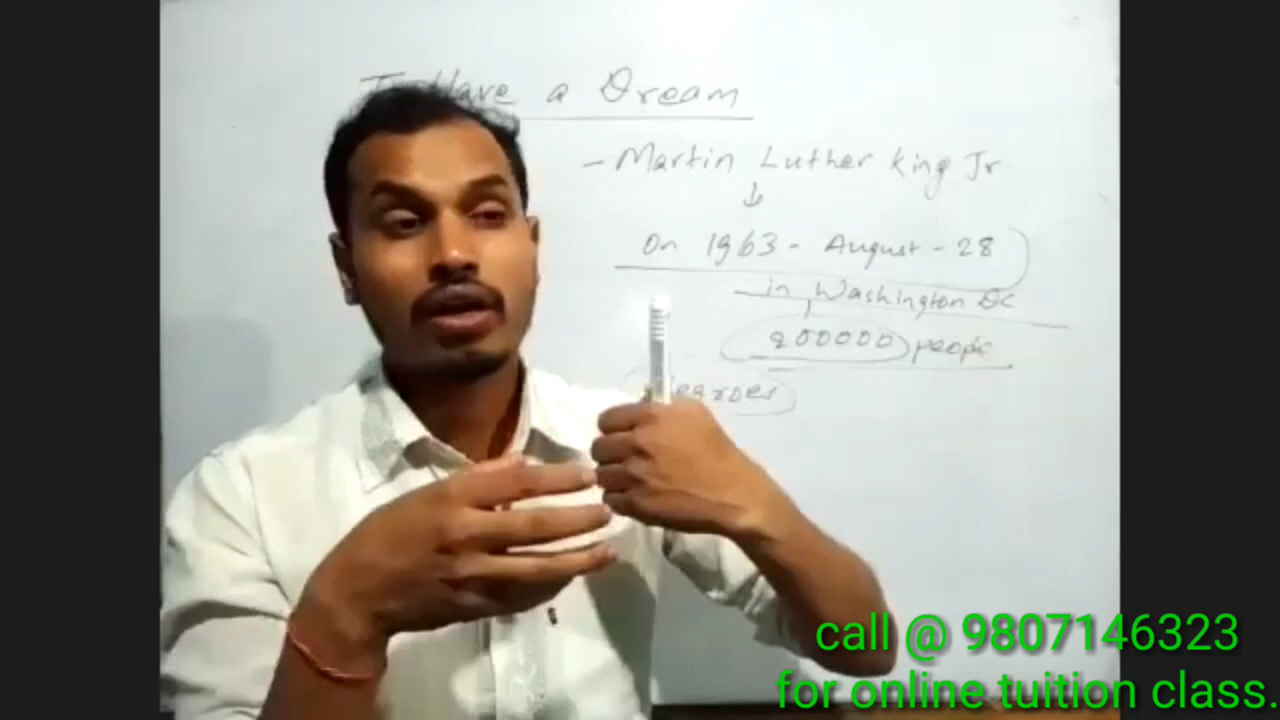 I Have a Dream
- Martin Luther King Jr
↓
On 1963 - August - 28
in Washington DC
200000 people
call @ 9807146323
for online tuition class.